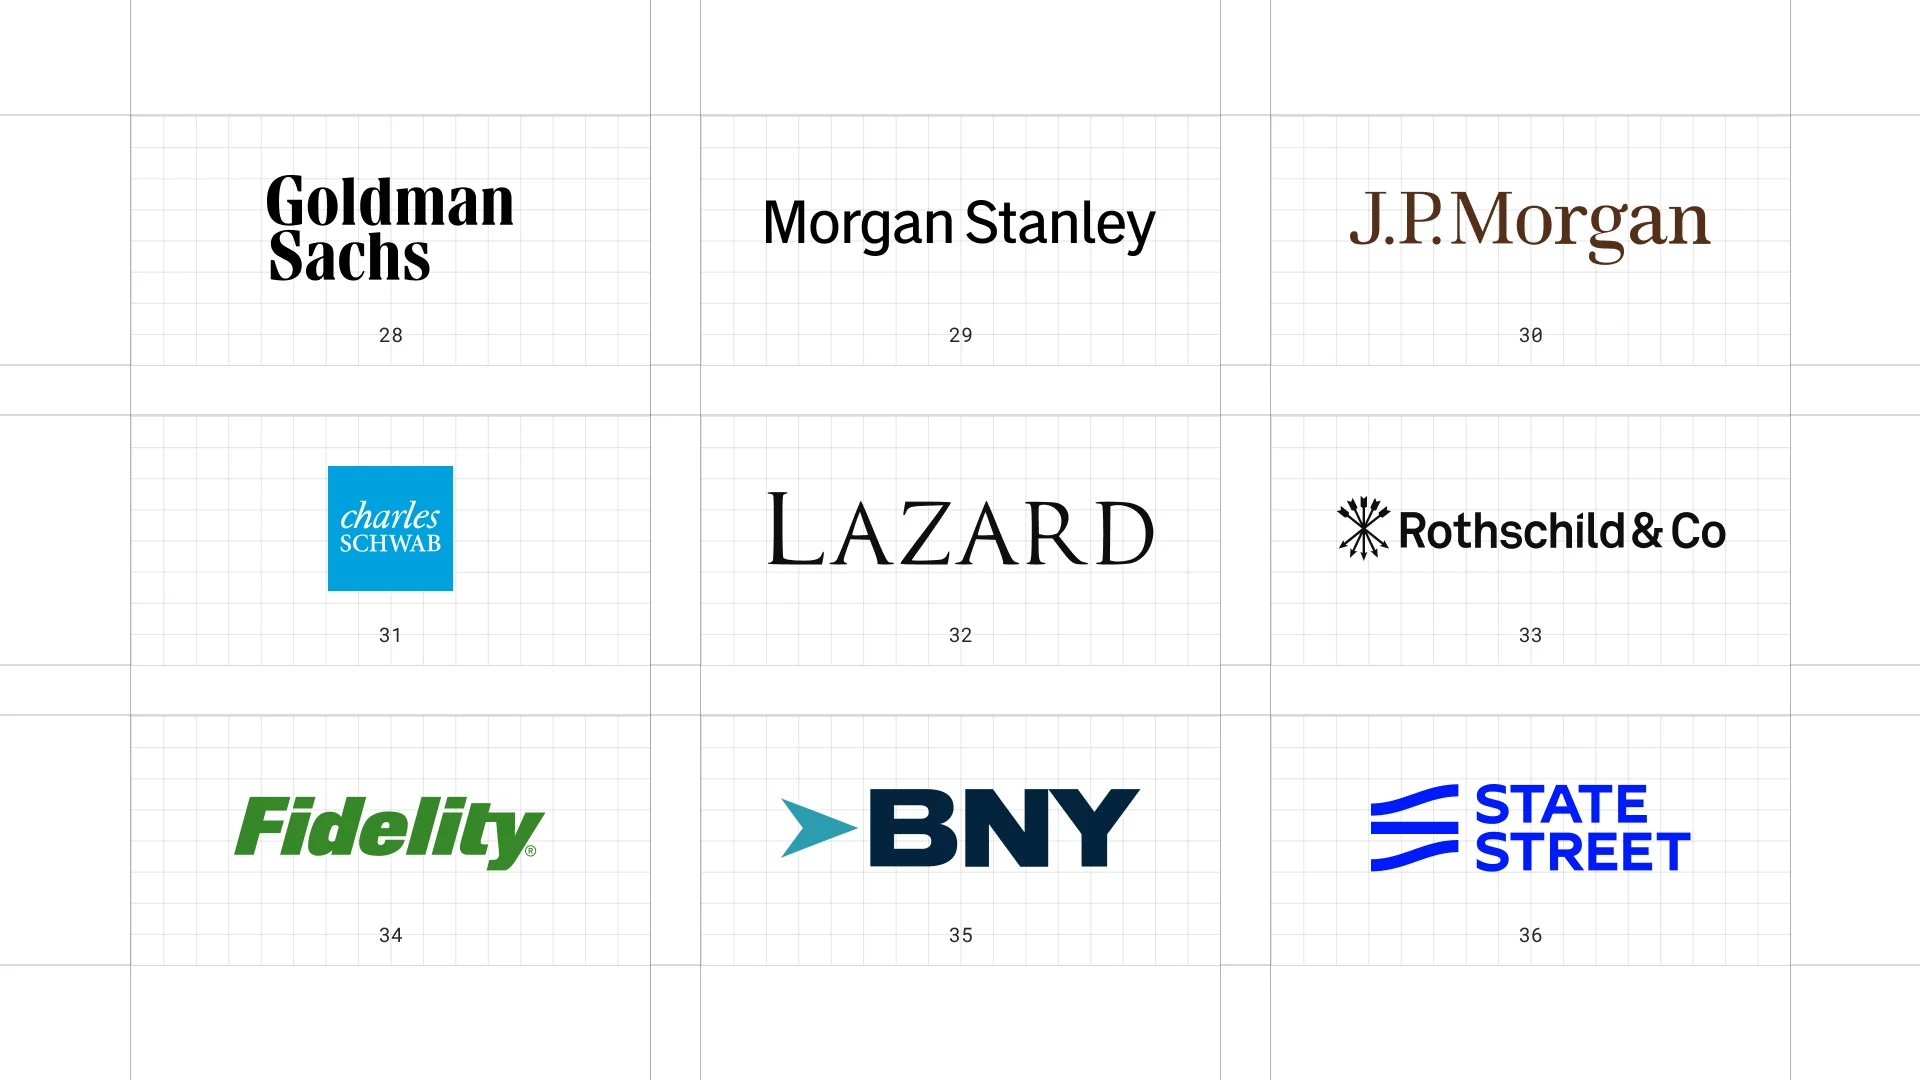 Goldman
Sachs
28
Morgan Stanley
29
J.P.Morgan
30
charles
SCHWAB
31
LAZARD
32
Rothschild & Co
33
Fidelity®
34
BNY
35
STATE
STREET
36